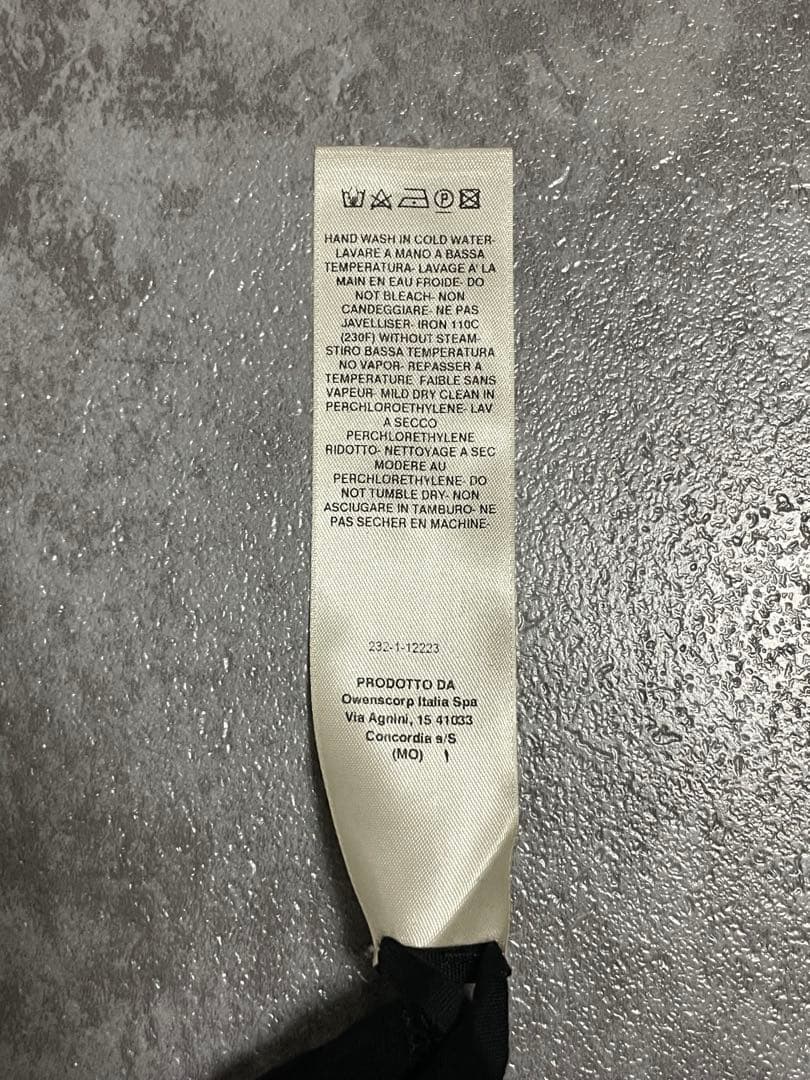 HAND WASH IN COLD WATER-
LAVARE A MANO A BASSA
TEMPERATURA- LAVAGE A' LA
MAIN EN EAU FROIDE- DO
NOT BLEACH- NON
CANDEGGIARE- NE PAS
JAVELLISER- IRON 110C
(230F) WITHOUT STEAM-
STIRO BASSA TEMPERATURA
NO VAPOR- REPASSER A
TEMPERATURE FAIBLE SANS
VAPEUR- MILD DRY CLEAN IN
PERCHLOROETHYLENE- LAV
A SECCO
PERCHLORETHYLENE
RIDOTTO- NETTOYAGE A SEC
MODERE AU
PERCHLORETHYLENE- DO
NOT TUMBLE DRY- NON
ASCIUGARE IN TAMBURO- NE
PAS SECHER EN MACHINE-
232-1-12223
PRODOTTO DA
Owenscorp Italia Spa
Via Agnini, 15 41033
Concordia s/S
(MO)